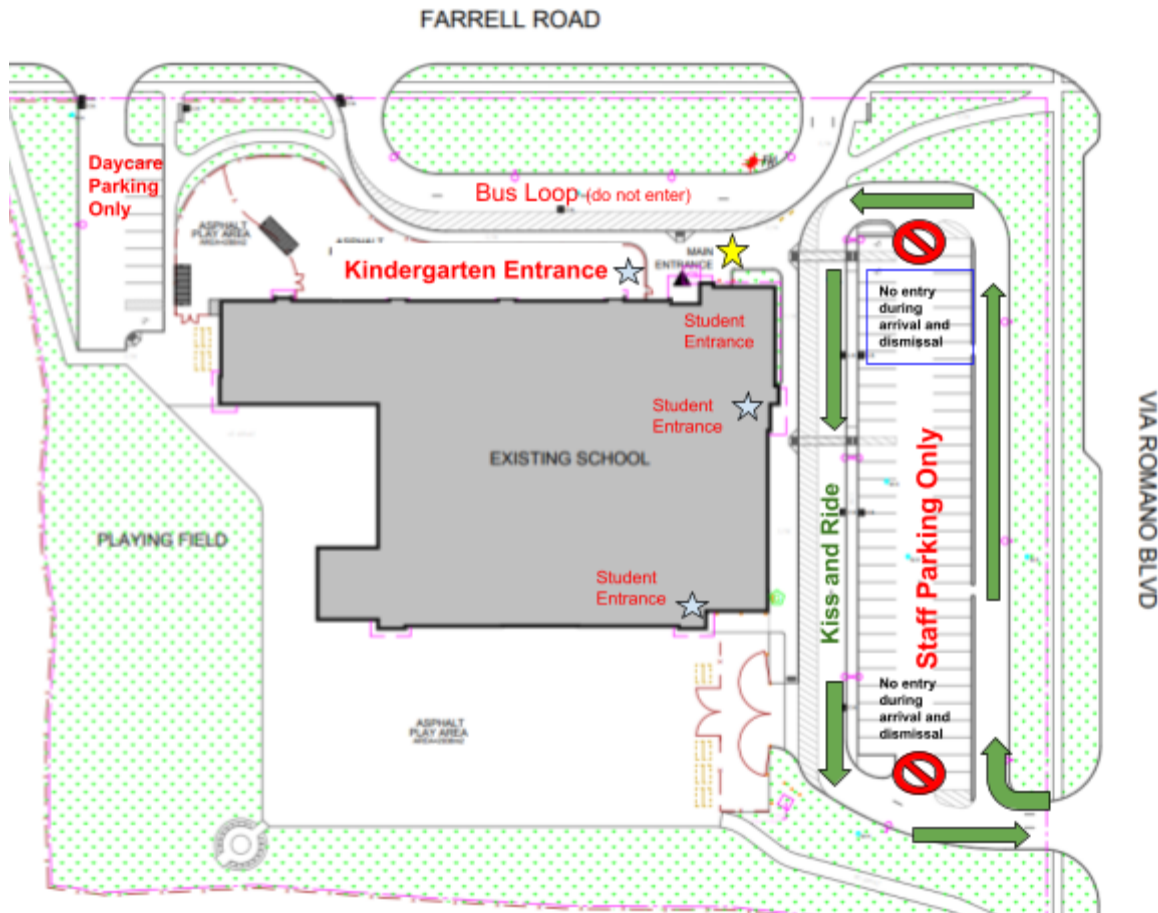 FARRELL ROAD
Daycare
Parking
Only
Bus Loop (do not enter)
ASPHALT
PLAY AREA
Kindergarten Entrance
MAIN
ENTRANCE
Student
Entrance
No entry
during
arrival and
dismissal
Student
Entrance
EXISTING SCHOOL
VIA ROMANO BLVD
Kiss and Ride
Staff Parking Only
PLAYING FIELD
Student
Entrance
No entry
during
arrival and
dismissal
ASPHALT
PLAY AREA